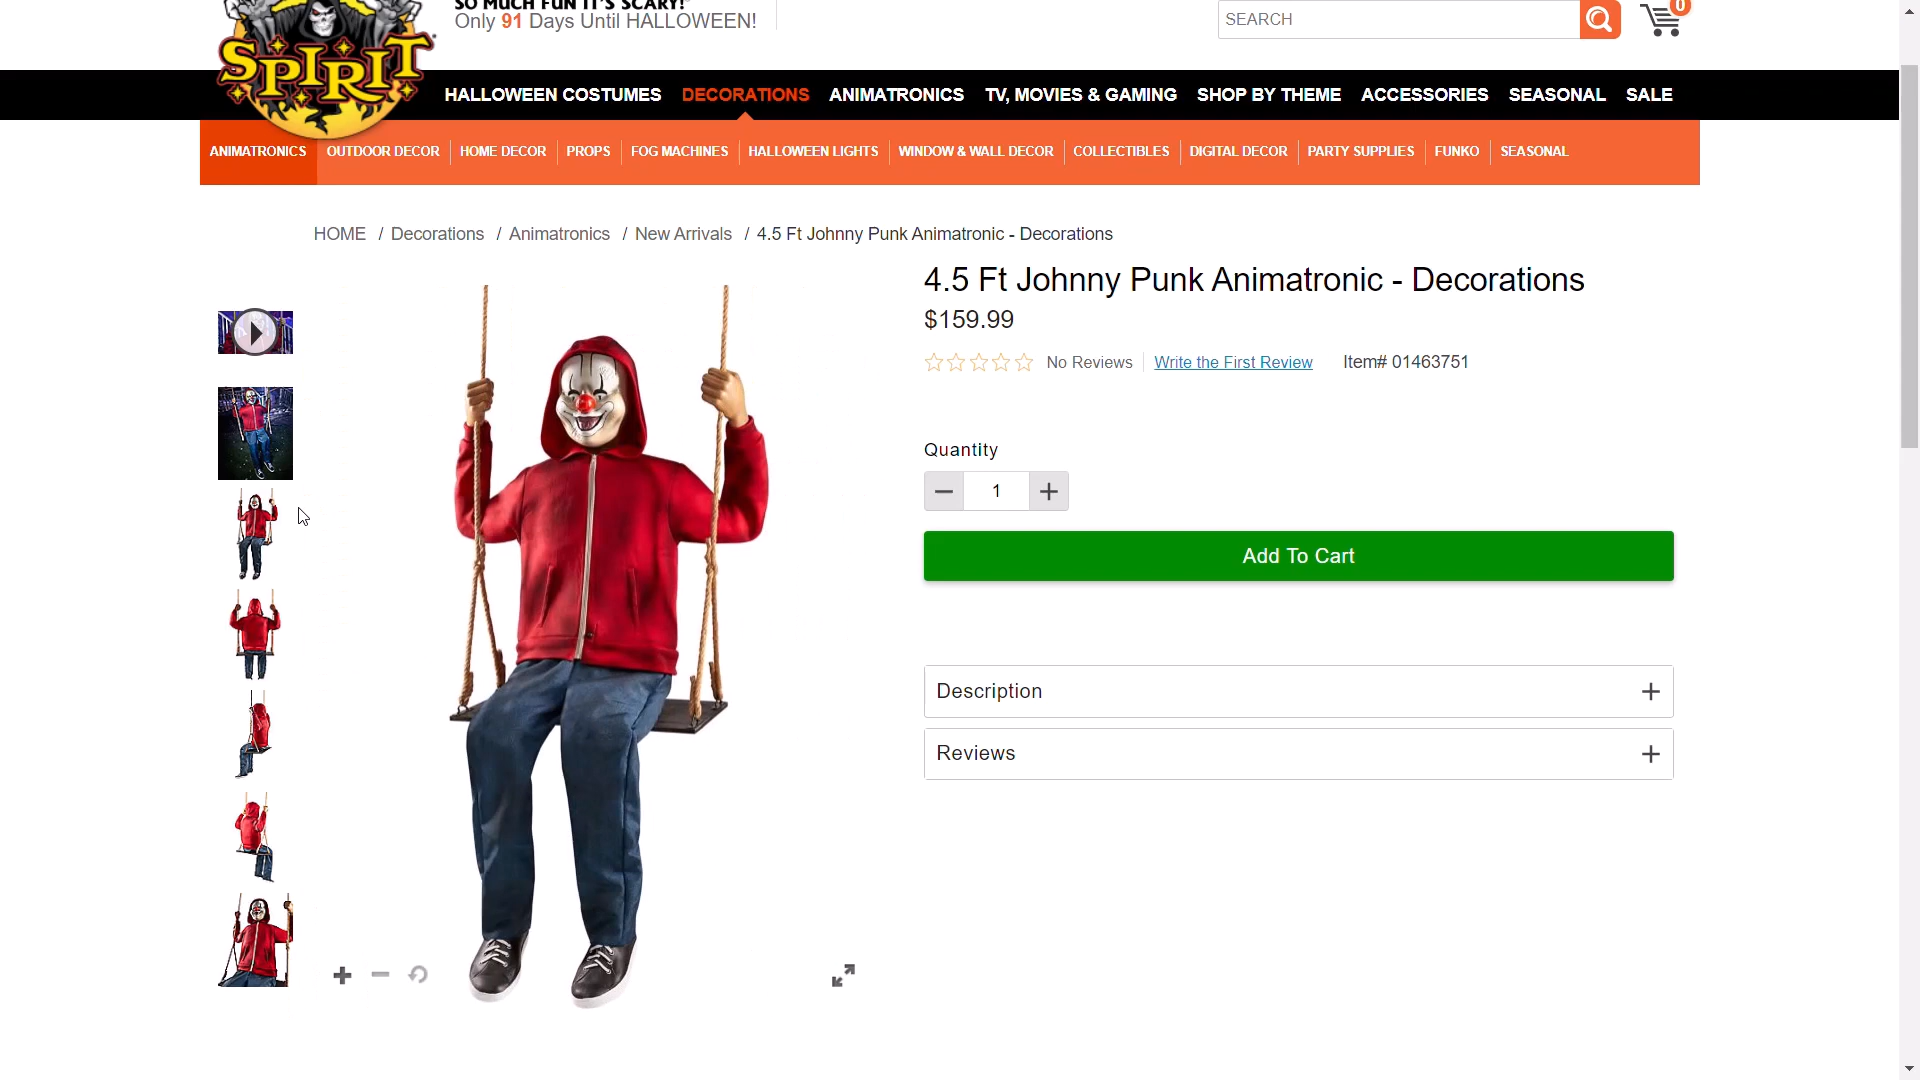 SO MUCH FUN IT'S SCARY!
Only 91 Days Until HALLOWEEN!
SEARCH
0
SPIRIT
HALLOWEEN COSTUMES DECORATIONS ANIMATRONICS TV, MOVIES & GAMING SHOP BY THEME ACCESSORIES SEASONAL SALE
ANIMATRONICS OUTDOOR DECOR HOME DECOR PROPS FOG MACHINES HALLOWEEN LIGHTS WINDOW & WALL DECOR COLLECTIBLES DIGITAL DECOR PARTY SUPPLIES FUNKO SEASONAL
HOME / Decorations / Animatronics / New Arrivals / 4.5 Ft Johnny Punk Animatronic - Decorations
4.5 Ft Johnny Punk Animatronic - Decorations
$159.99
No Reviews Write the First Review Item# 01463751
Quantity
1
Add To Cart
Description
Reviews